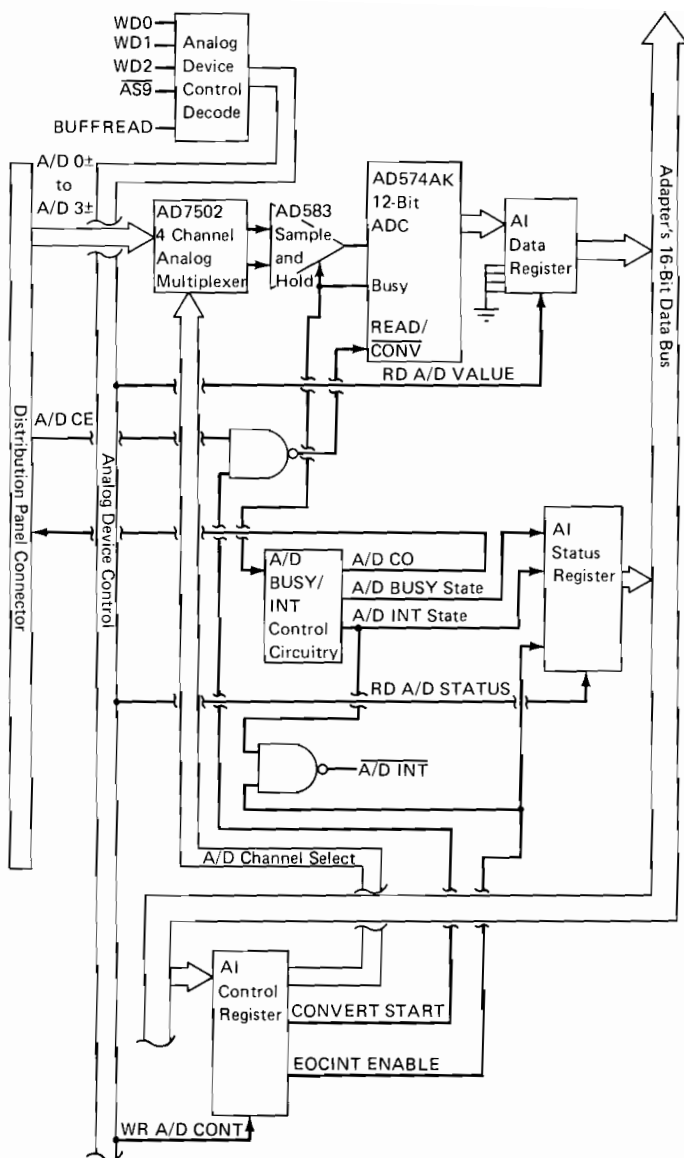 WD0
WD1
WD2
A̅S̅9̅
BUFFREAD
Analog
Device
Control
Decode
A/D 0±
to
A/D 3±
AD7502
4 Channel
Analog
Multiplexer
AD583
Sample
and
Hold
AD574AK
12-Bit
ADC
Busy
READ/
C̅O̅N̅V̅
AI
Data
Register
RD A/D VALUE
Adapter's 16-Bit Data Bus
A/D CE
Distribution Panel Connector
Analog Device Control
A/D
BUSY/
INT
Control
Circuitry
A/D CO
A/D BUSY State
A/D INT State
AI
Status
Register
RD A/D STATUS
A̅/̅D̅ ̅I̅N̅T̅
A/D Channel Select
AI
Control
Register
CONVERT START
EOCINT ENABLE
WR A/D CONT